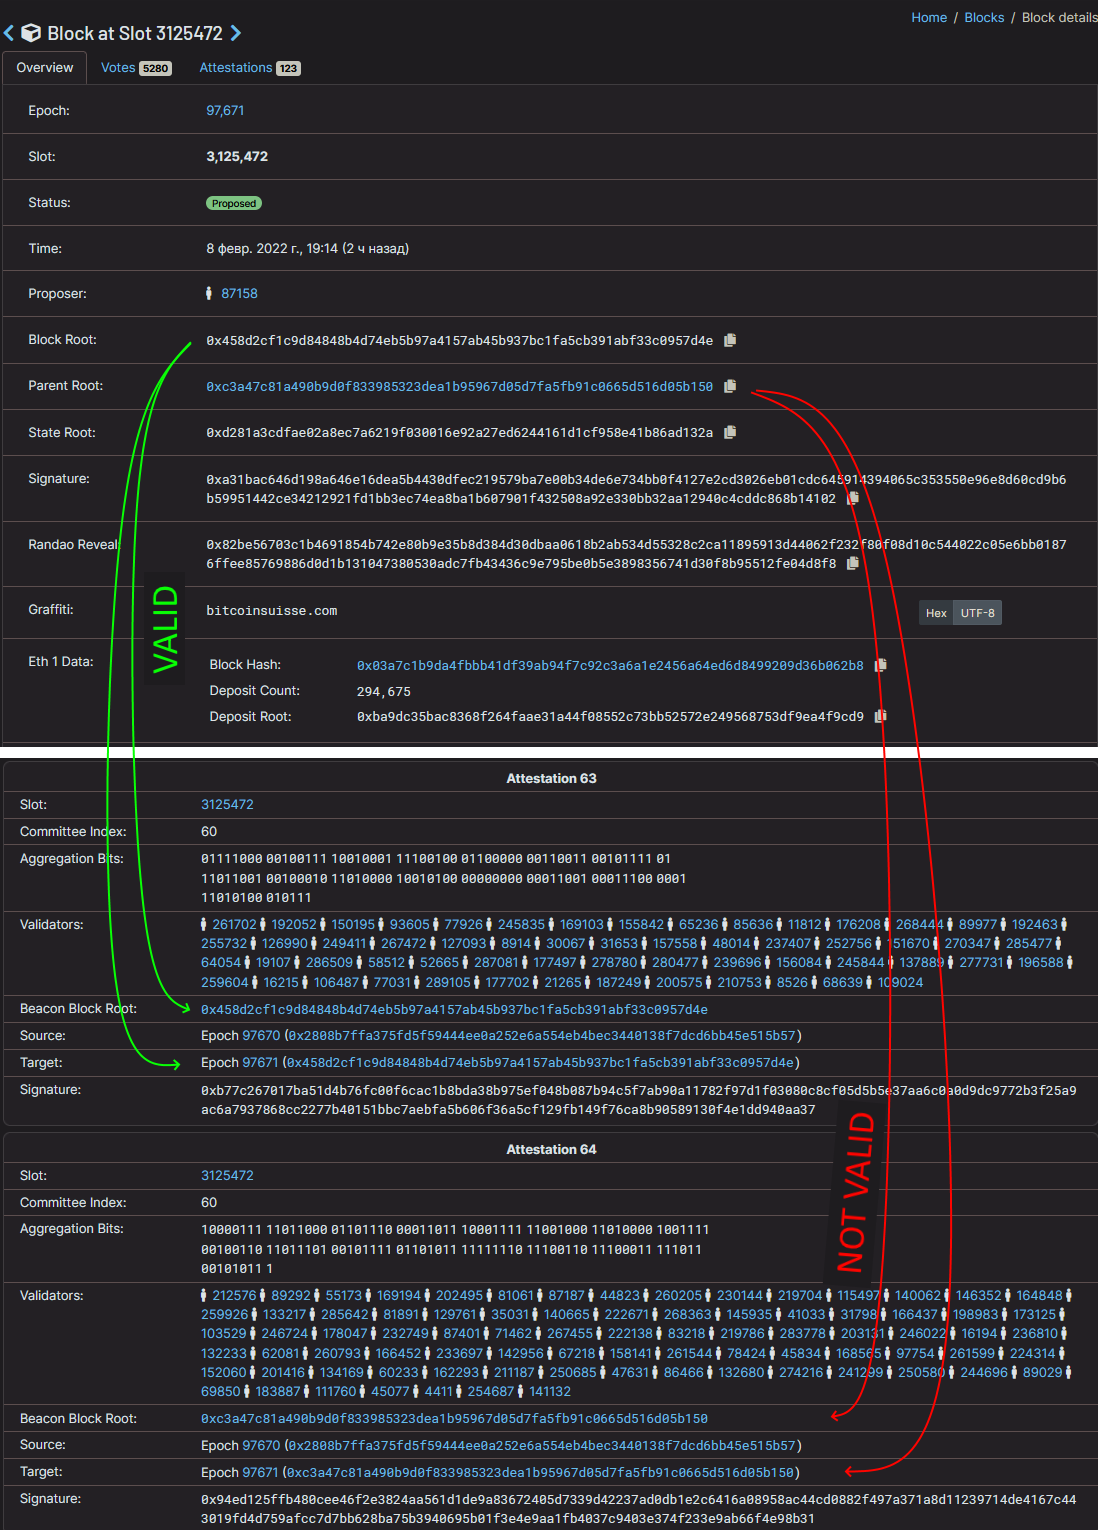 Home / Blocks / Block details
Block at Slot 3125472
Overview Votes 5280 Attestations 123
Epoch: 97,671
Slot: 3,125,472
Status: Proposed
Time: 8 февр. 2022 г., 19:14 (2 ч назад)
Proposer: 87158
Block Root: 0x458d2cf1c9d84848b4d74eb5b97a4157ab45b937bc1fa5cb391abf33c0957d4e
Parent Root: 0xc3a47c81a490b9d0f833985323dea1b95967d05d7fa5fb91c0665d516d05b150
State Root: 0xd281a3cdfae02a8ec7a6219f030016e92a27ed6244161d1cf958e41b86ad132a
Signature: 0xa31bac646d198a646e16dea5b4430dfec219579ba7e00b34de6e734bb0f4127e2cd3026eb01cdc645914394065c353550e96e8d60cd9b6
b59951442ce34212921fd1bb3ec74ea8ba1b607901f432508a92e330bb32aa12940c4cddc868b14102
Randao Reveal: 0x82be56703c1b4691854b742e80b9e35b8d384d30dbaa0618b2ab534d55328c2ca11895913d44062f232f80f08d10c544022c05e6bb0187
6ffee85769886d0d1b131047380530adc7fb43436c9e795be0b5e3898356741d30f8b95512fe04d8f8
VALID
Graffiti: bitcoinsuisse.com Hex UTF-8
Eth 1 Data: Block Hash: 0x03a7c1b9da4fbbb41df39ab94f7c92c3a6a1e2456a64ed6d8499209d36b062b8
Deposit Count: 294,675
Deposit Root: 0xba9dc35bac8368f264faae31a44f08552c73bb52572e249568753df9ea4f9cd9
Attestation 63
Slot: 3125472
Committee Index: 60
Aggregation Bits: 01111000 00100111 10010001 11100100 01100000 00110011 00101111 01
11011001 00100010 11010000 10010100 00000000 00011001 00011100 0001
11010100 010111
Validators: 261702 192052 150195 93605 77926 245835 169103 155842 65236 85636 11812 176208 268444 89977 192463
255732 126990 249411 267472 127093 8914 30067 31653 157558 48014 237407 252756 151670 270347 285477
64054 19107 286509 58512 52665 287081 177497 278780 280477 239696 156084 245844 137889 277731 196588
259604 16215 106487 77031 289105 177702 21265 187249 200575 210753 8526 68639 109024
Beacon Block Root: 0x458d2cf1c9d84848b4d74eb5b97a4157ab45b937bc1fa5cb391abf33c0957d4e
Source: Epoch 97670 (0x2808b7ffa375fd5f59444ee0a252e6a554eb4bec3440138f7dcd6bb45e515b57)
Target: Epoch 97671 (0x458d2cf1c9d84848b4d74eb5b97a4157ab45b937bc1fa5cb391abf33c0957d4e)
Signature: 0xb77c267017ba51d4b76fc00f6cac1b8bda38b975ef048b087b94c5f7ab90a11782f97d1f03080c8cf05d5b5e37aa6c0a0d9dc9772b3f25a9
ac6a7937868cc2277b40151bbc7aebfa5b606f36a5cf129fb149f76ca8b90589130f4e1dd940aa37
NOT VALID
Attestation 64
Slot: 3125472
Committee Index: 60
Aggregation Bits: 10000111 11011000 01101110 00011011 10001111 11001000 11010000 1001111
00100110 11011101 00101111 01101011 11111110 11100110 11100011 111011
00101011 1
Validators: 212576 89292 55173 169194 202495 81061 87187 44823 260205 230144 219704 115497 140062 146352 164848
259926 133217 285642 81891 129761 35031 140665 222671 268363 145935 41033 31798 166437 198983 173125
103529 246724 178047 232749 87401 71462 267455 222138 83218 219786 283778 203131 246022 16194 236810
132233 62081 260793 166452 233697 142956 67218 158141 261544 78424 45834 168565 97754 261599 224314
152060 201416 134169 60233 162293 211187 250685 47631 86466 132680 274216 241299 250580 244696 89029
69850 183887 111760 45077 4411 254687 141132
Beacon Block Root: 0xc3a47c81a490b9d0f833985323dea1b95967d05d7fa5fb91c0665d516d05b150
Source: Epoch 97670 (0x2808b7ffa375fd5f59444ee0a252e6a554eb4bec3440138f7dcd6bb45e515b57)
Target: Epoch 97671 (0xc3a47c81a490b9d0f833985323dea1b95967d05d7fa5fb91c0665d516d05b150)
Signature: 0x94ed125ffb480cee46f2e3824aa561d1de9a83672405d7339d42237ad0db1e2c6416a08958ac44cd0882f497a371a8d11239714de4167c44
3019fd4d759afcc7d7bb628ba75b3940695b01f3e4e9aa1fb4037c9403e374f233e9ab66f4e98b31